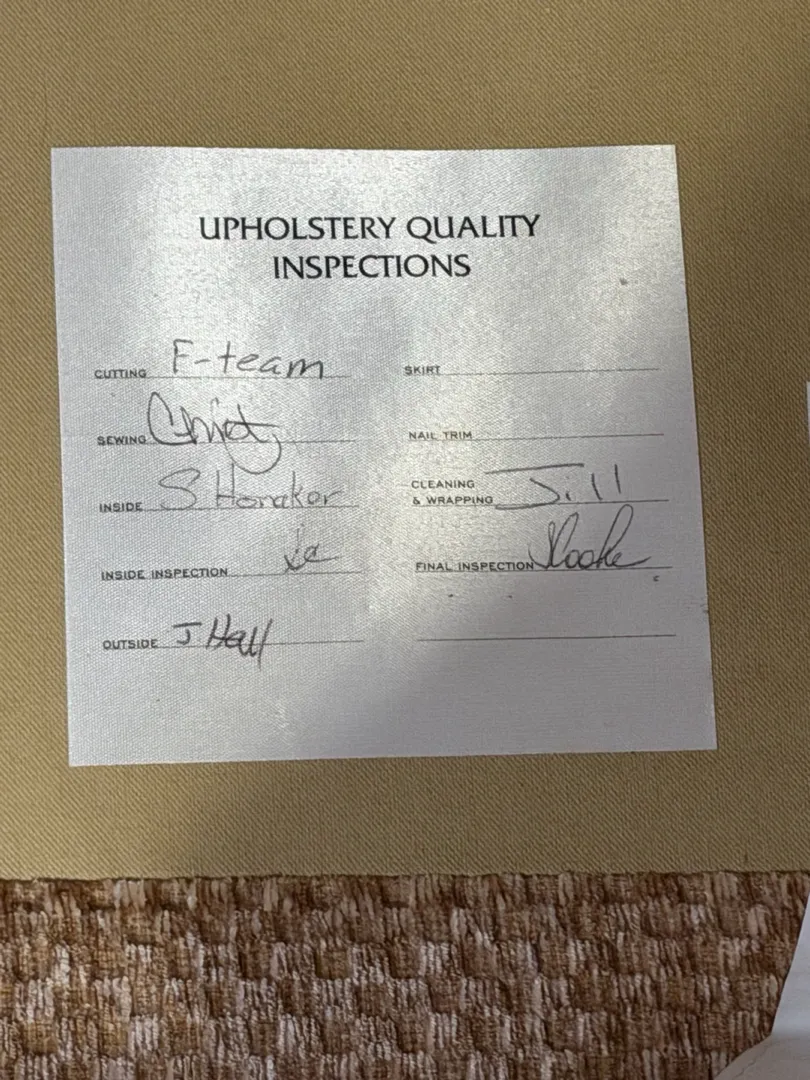 UPHOLSTERY QUALITY
INSPECTIONS
CUTTING F-team
SEWING
INSIDE S Honaker
INSIDE INSPECTION
OUTSIDE J Hall
SKIRT
NAIL TRIM
CLEANING
& WRAPPING Jill
FINAL INSPECTION